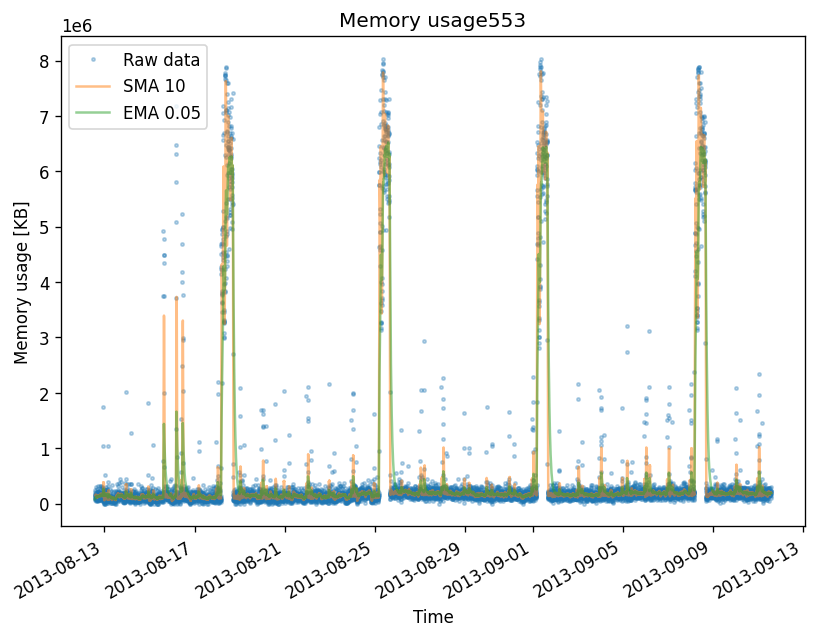 Memory usage553
1e6
Raw data
SMA 10
EMA 0.05
8
7
6
5
4
3
2
1
0
Memory usage [KB]
2013-08-13
2013-08-17
2013-08-21
2013-08-25
2013-08-29
2013-09-01
2013-09-05
2013-09-09
2013-09-13
Time